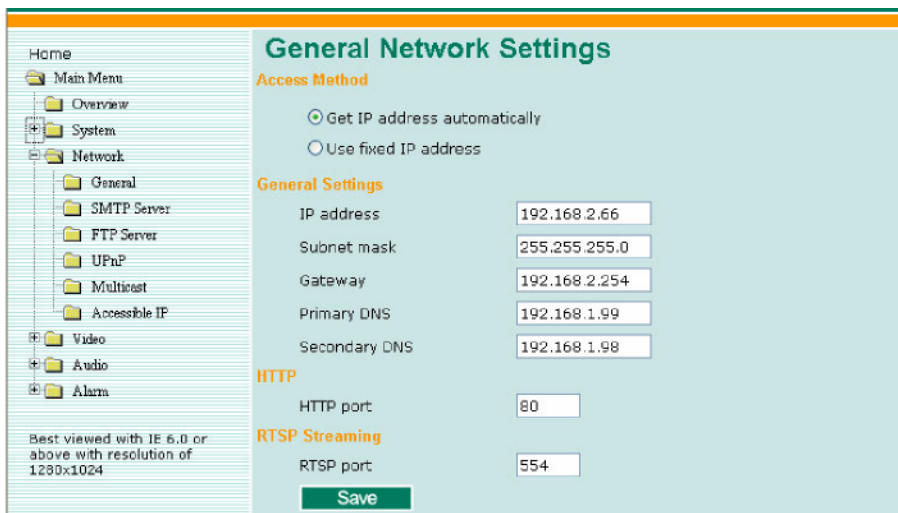 Home
Main Menu
Overview
System
Network
General
SMTP Server
FTP Server
UPnP
Multicast
Accessible IP
Video
Audio
Alarm
Best viewed with IE 6.0 or
above with resolution of
1280x1024
General Network Settings
Access Method
Get IP address automatically
Use fixed IP address
General Settings
IP address 192.168.2.66
Subnet mask 255.255.255.0
Gateway 192.168.2.254
Primary DNS 192.168.1.99
Secondary DNS 192.168.1.98
HTTP
HTTP port 80
RTSP Streaming
RTSP port 554
Save